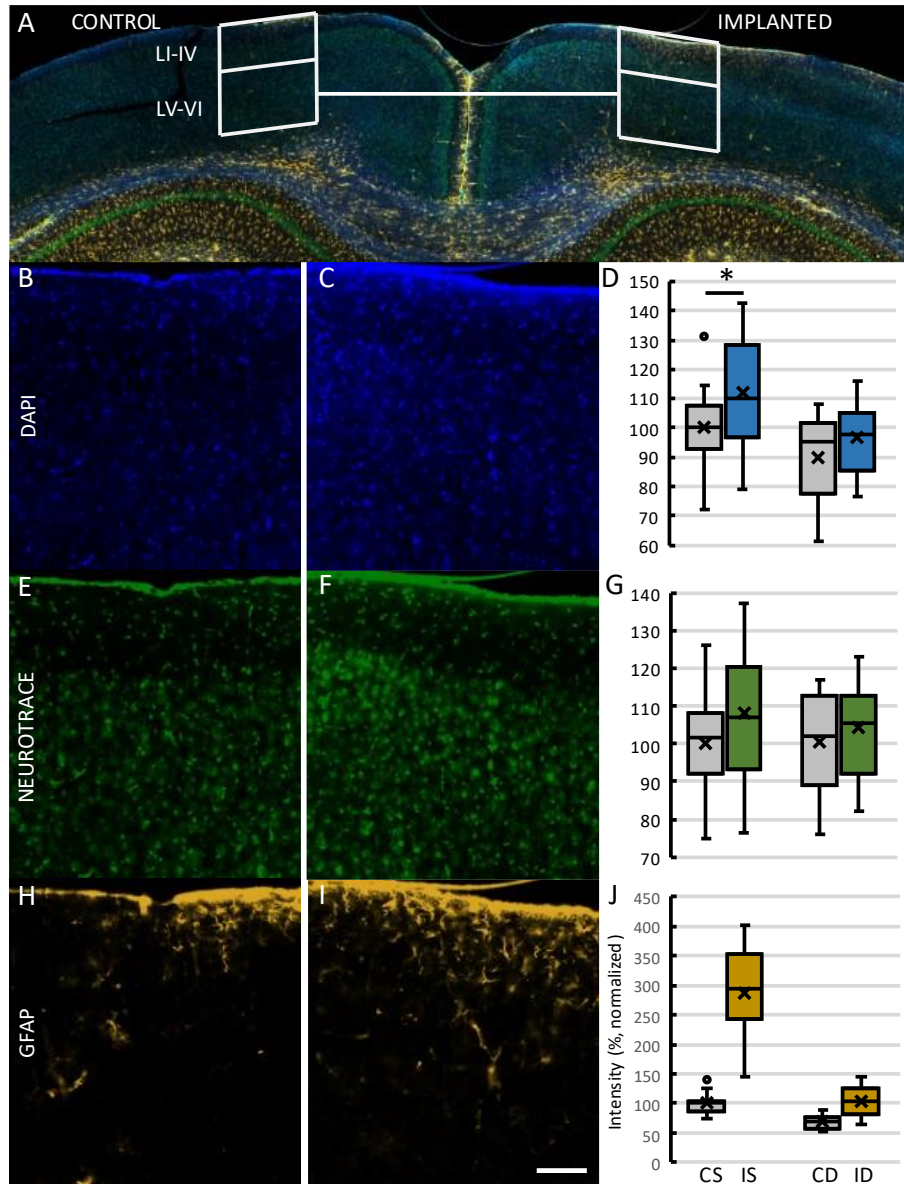 A CONTROL IMPLANTED
LI-IV
LV-VI
B
C
D
*
150
140
130
120
110
100
90
80
70
60
DAPI
E
F
G
140
130
120
110
100
90
80
70
NEUROTRACE
H
I
J
450
400
350
300
250
200
150
100
50
0
Intensity (%, normalized )
GFAP
CS IS CD ID